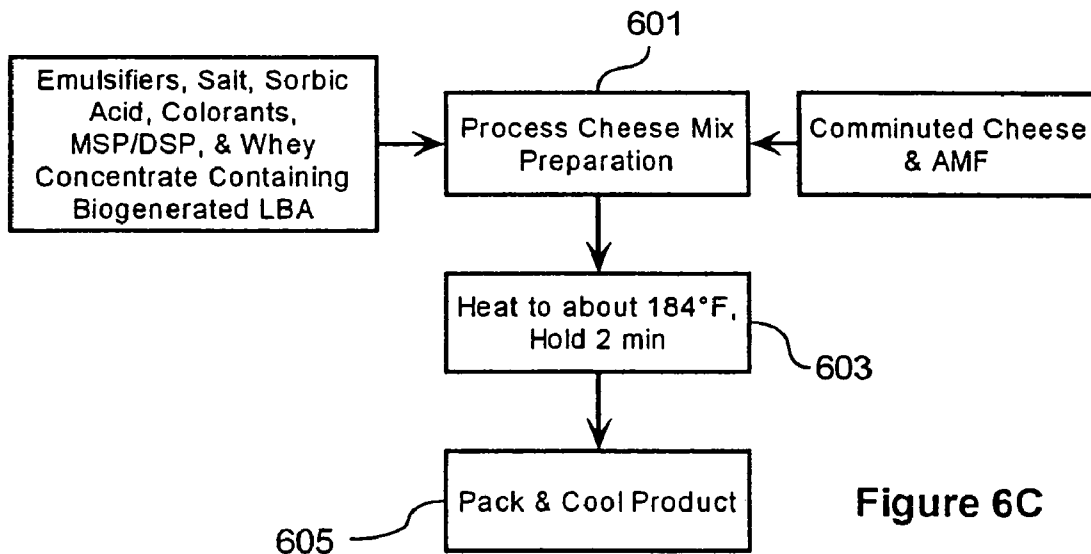 601
Emulsifiers, Salt, Sorbic
Acid, Colorants,
MSP/DSP, & Whey
Concentrate Containing
Biogenerated LBA
Process Cheese Mix
Preparation
Comminuted Cheese
& AMF
Heat to about 184°F,
Hold 2 min
603
Pack & Cool Product
605
Figure 6C